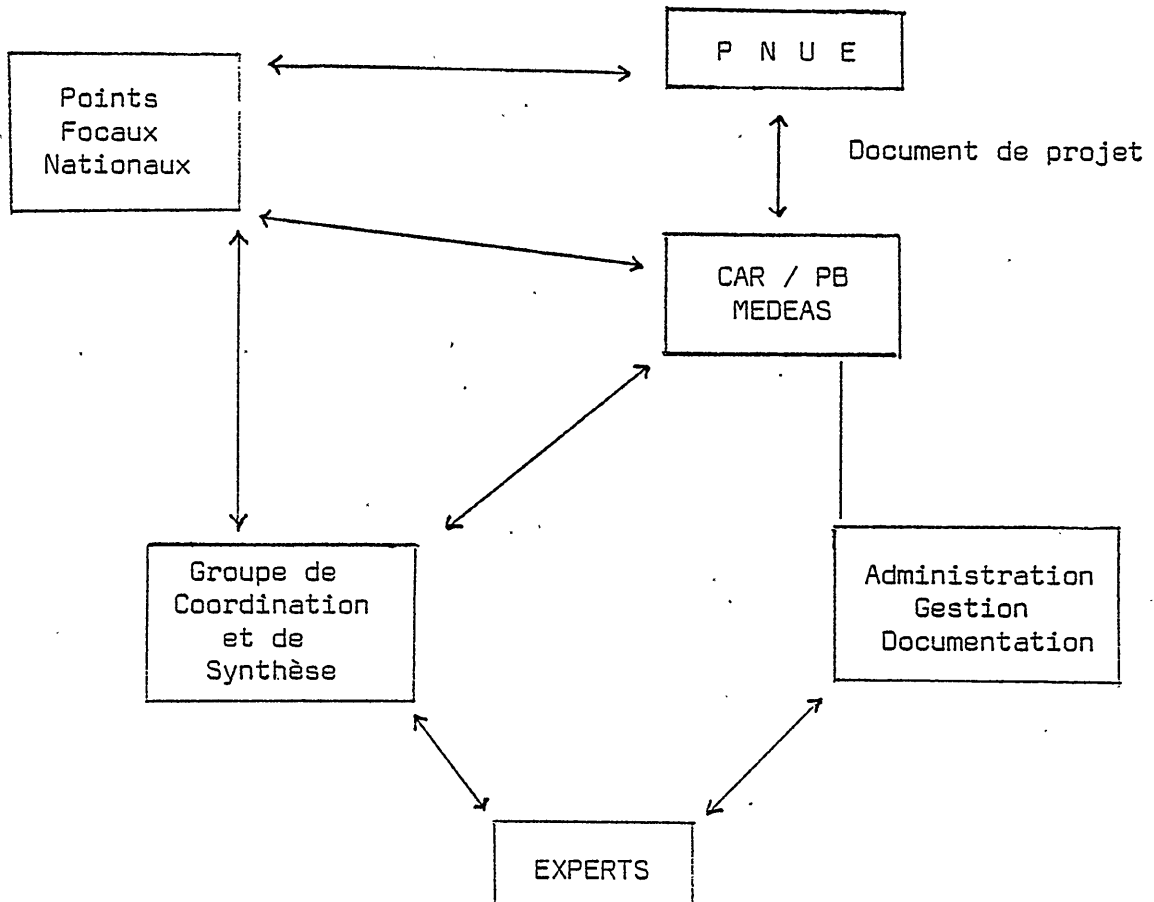 P N U E
Points
Focaux
Nationaux
Document de projet
CAR / PB
MEDEAS
Groupe de
Coordination
et de
Synthèse
Administration
Gestion
Documentation
EXPERTS